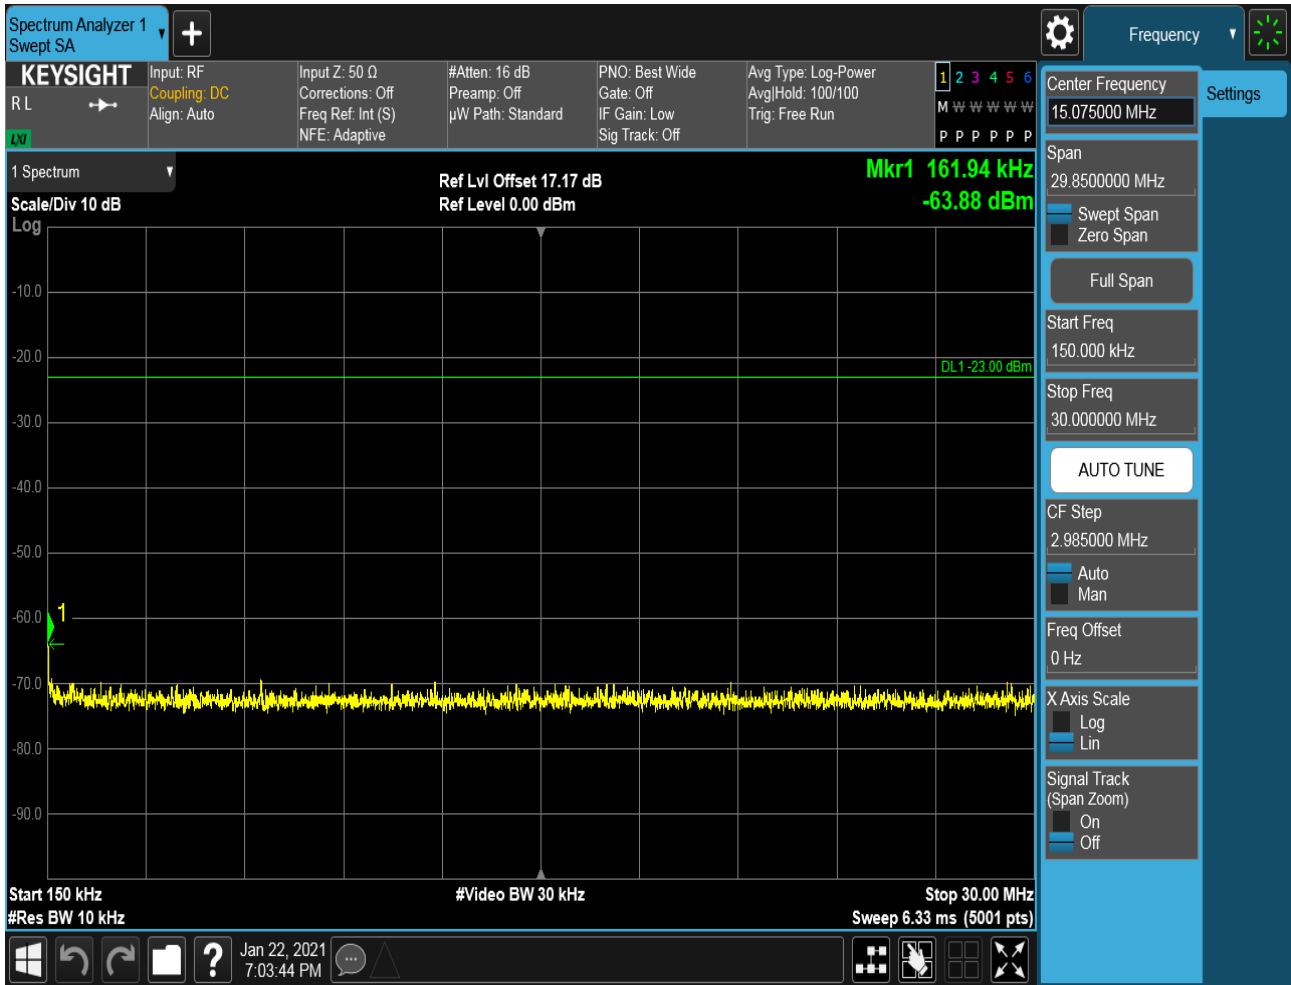 Spectrum Analyzer 1
Swept SA
Frequency
KEYSIGHT
R L
LXI
Input: RF
Coupling: DC
Align: Auto
Input Z: 50 Ω
Corrections: Off
Freq Ref: Int (S)
NFE: Adaptive
#Atten: 16 dB
Preamp: Off
µW Path: Standard
PNO: Best Wide
Gate: Off
IF Gain: Low
Sig Track: Off
Avg Type: Log-Power
Avg|Hold: 100/100
Trig: Free Run
1 2 3 4 5 6
M W W W W W
P P P P P P
1 Spectrum
Scale/Div 10 dB
Log
Ref Lvl Offset 17.17 dB
Ref Level 0.00 dBm
Mkr1 161.94 kHz
-63.88 dBm
-10.0
-20.0
DL1 -23.00 dBm
-30.0
-40.0
-50.0
-60.0
1
-70.0
-80.0
-90.0
Start 150 kHz
#Video BW 30 kHz
Stop 30.00 MHz
#Res BW 10 kHz
Sweep 6.33 ms (5001 pts)
Jan 22, 2021
7:03:44 PM
Settings
Center Frequency
15.075000 MHz
Span
29.8500000 MHz
Swept Span
Zero Span
Full Span
Start Freq
150.000 kHz
Stop Freq
30.000000 MHz
AUTO TUNE
CF Step
2.985000 MHz
Auto
Man
Freq Offset
0 Hz
X Axis Scale
Log
Lin
Signal Track
(Span Zoom)
On
Off